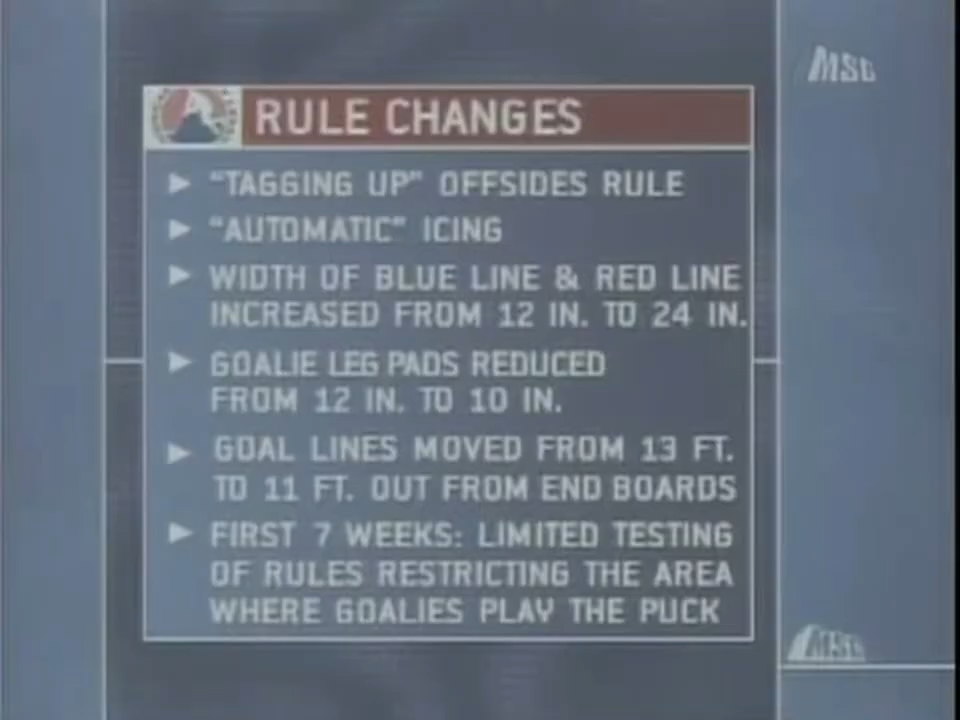 MSG
RULE CHANGES
► "TAGGING UP" OFFSIDES RULE
► "AUTOMATIC" ICING
► WIDTH OF BLUE LINE & RED LINE
INCREASED FROM 12 IN. TO 24 IN.
► GOALIE LEG PADS REDUCED
FROM 12 IN. TO 10 IN.
► GOAL LINES MOVED FROM 13 FT.
TO 11 FT. OUT FROM END BOARDS
► FIRST 7 WEEKS: LIMITED TESTING
OF RULES RESTRICTING THE AREA
WHERE GOALIES PLAY THE PUCK
MSG